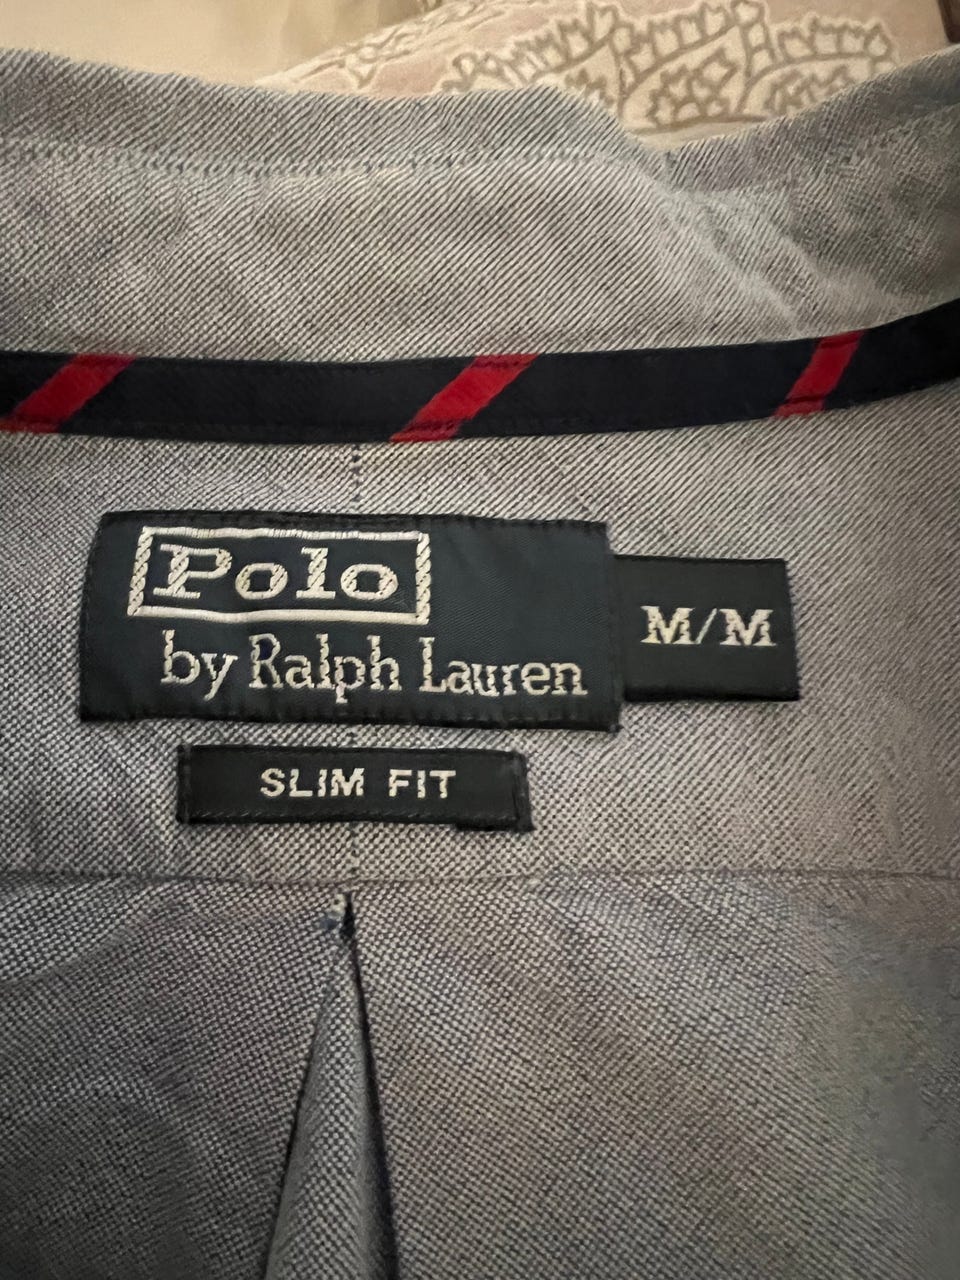 Polo
by Ralph Lauren
M/M
SLIM FIT